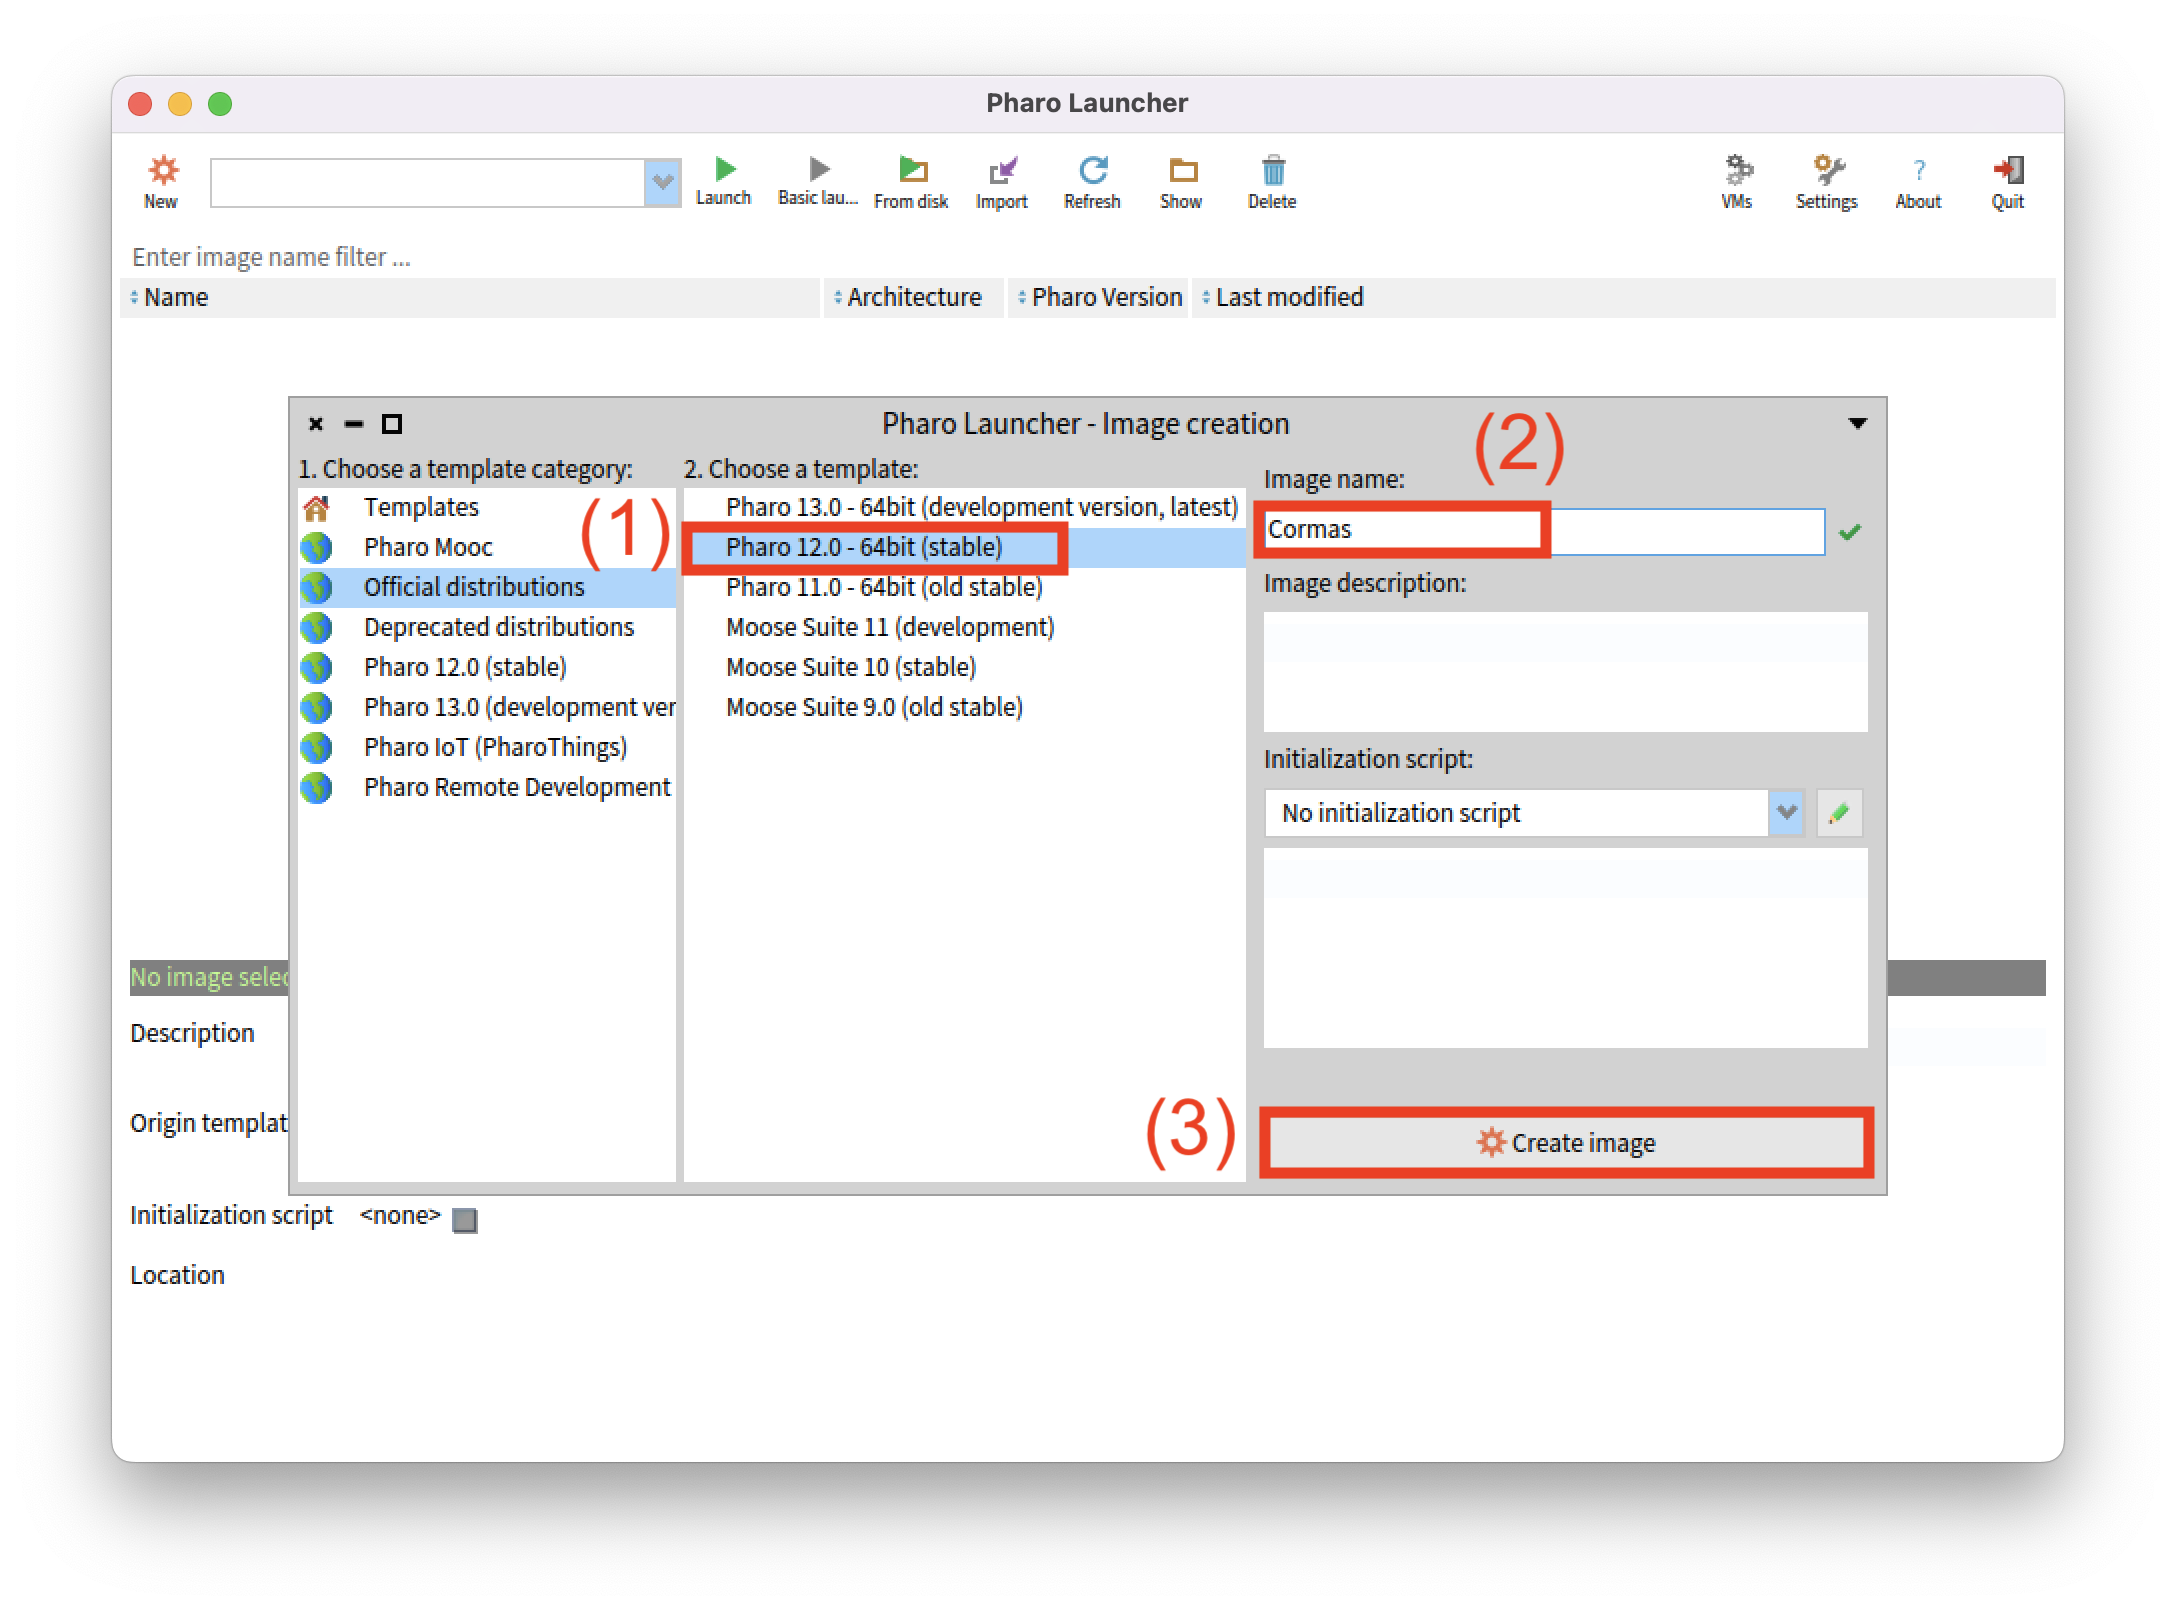 Pharo Launcher
New
Launch
Basic lau...
From disk
Import
Refresh
Show
Delete
VMs
Settings
?
About
Quit
Enter image name filter ...
Name
Architecture
Pharo Version
Last modified
Pharo Launcher - Image creation
1. Choose a template category:
Templates
Pharo Mooc
Official distributions
Deprecated distributions
Pharo 12.0 (stable)
Pharo 13.0 (development ver
Pharo IoT (PharoThings)
Pharo Remote Development
(1)
2. Choose a template:
Pharo 13.0 - 64bit (development version, latest)
Pharo 12.0 - 64bit (stable)
Pharo 11.0 - 64bit (old stable)
Moose Suite 11 (development)
Moose Suite 10 (stable)
Moose Suite 9.0 (old stable)
(2)
Image name:
Cormas
Image description:
Initialization script:
No initialization script
(3)
Create image
No image selec
Description
Origin templat
Initialization script <none>
Location